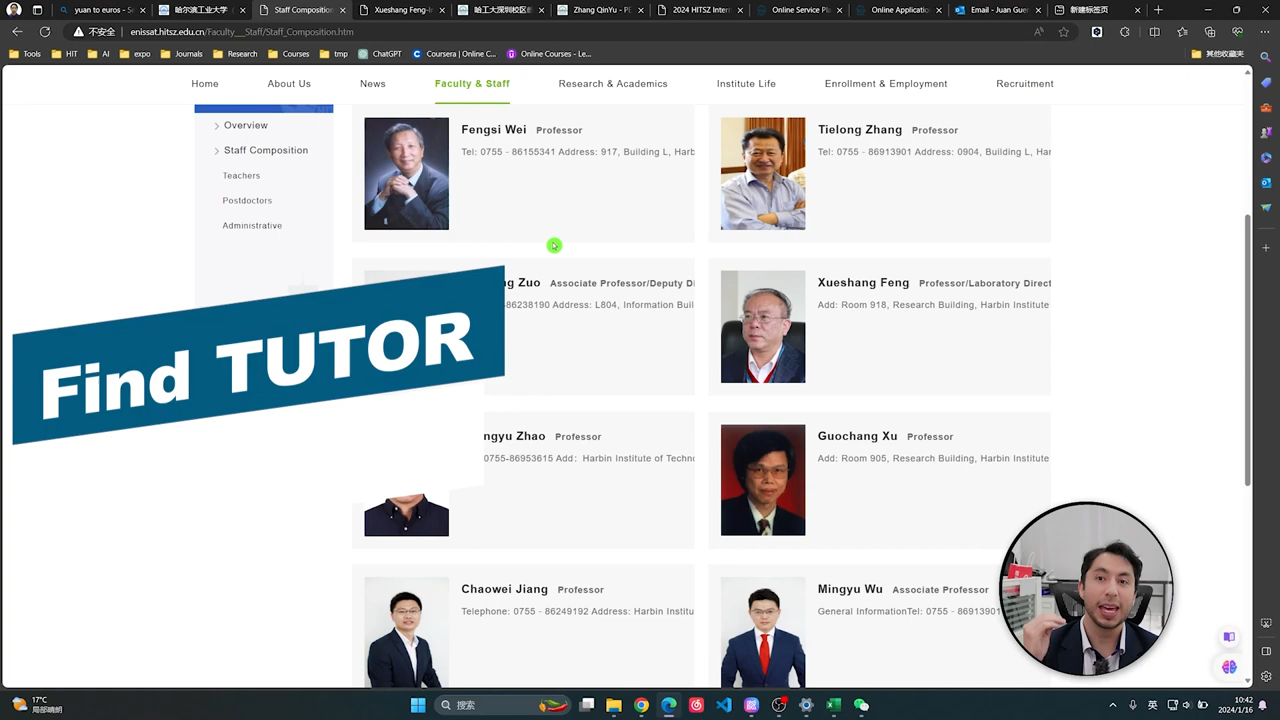 yuan to euros - Se
哈尔滨工业大学（
Staff Composition
Xueshang Feng-In
哈工大深圳校区教
Zhang QinYu - PI
2024 HITSZ Intern
Online Service Pla
Online Application
Email - Juan Guer
新建标签页
不安全
enissat.hitsz.edu.cn/Faculty__Staff/Staff_Composition.htm
Tools HIT AI expo Journals Research Courses tmp ChatGPT Coursera | Online C... Online Courses - Le...
其他收藏夹
Home About Us News Faculty & Staff Research & Academics Institute Life Enrollment & Employment Recruitment
Overview
Staff Composition
Teachers
Postdoctors
Administrative
Fengsi Wei Professor
Tel: 0755 - 86155341 Address: 917, Building L, Harb
Tielong Zhang Professor
Tel: 0755 - 86913901 Address: 0904, Building L, Har
g Zuo Associate Professor/Deputy Di
86238190 Address: L804, Information Buil
Xueshang Feng Professor/Laboratory Direct
Add: Room 918, Research Building, Harbin Institute
Find TUTOR
ngyu Zhao Professor
0755-86953615 Add: Harbin Institute of Techno
Guochang Xu Professor
Add: Room 905, Research Building, Harbin Institute
Chaowei Jiang Professor
Telephone: 0755 - 86249192 Address: Harbin Institu
Mingyu Wu Associate Professor
General InformationTel: 0755 - 86913901
17°C
局部晴朗
搜索
英
10:42
2024/1/16